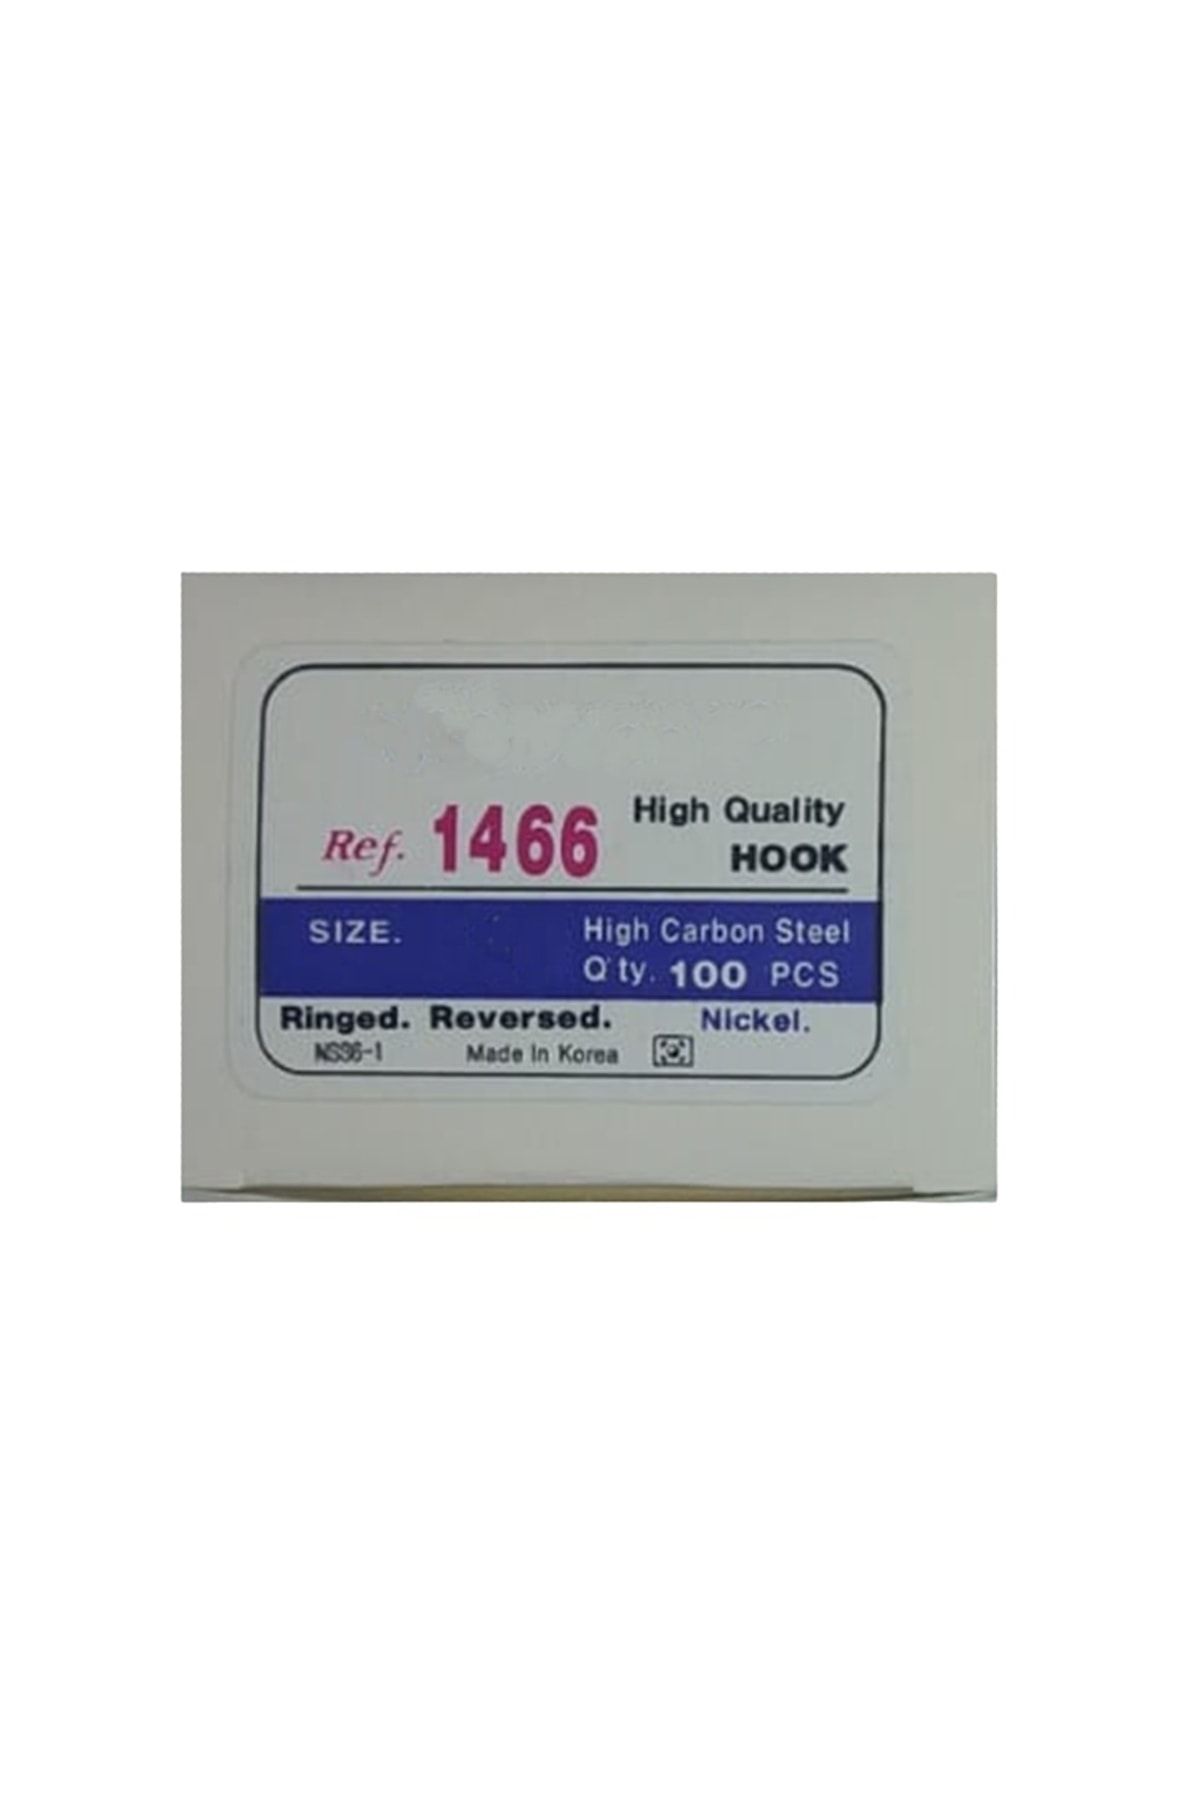 Ref. 1466 High Quality
HOOK
SIZE. High Carbon Steel
Q'ty. 100 PCS
Ringed. Reversed. Nickel.
NS36-1 Made In Korea